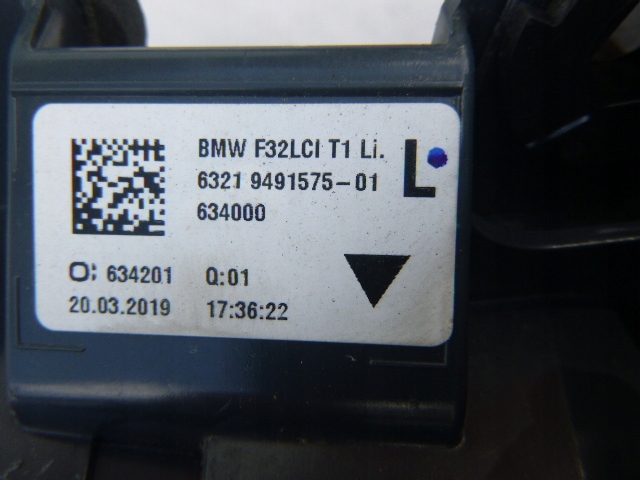 BMW F32LCI T1 Li.
6321 9491575-01
634000
L
O: 634201 Q:01
20.03.2019 17:36:22